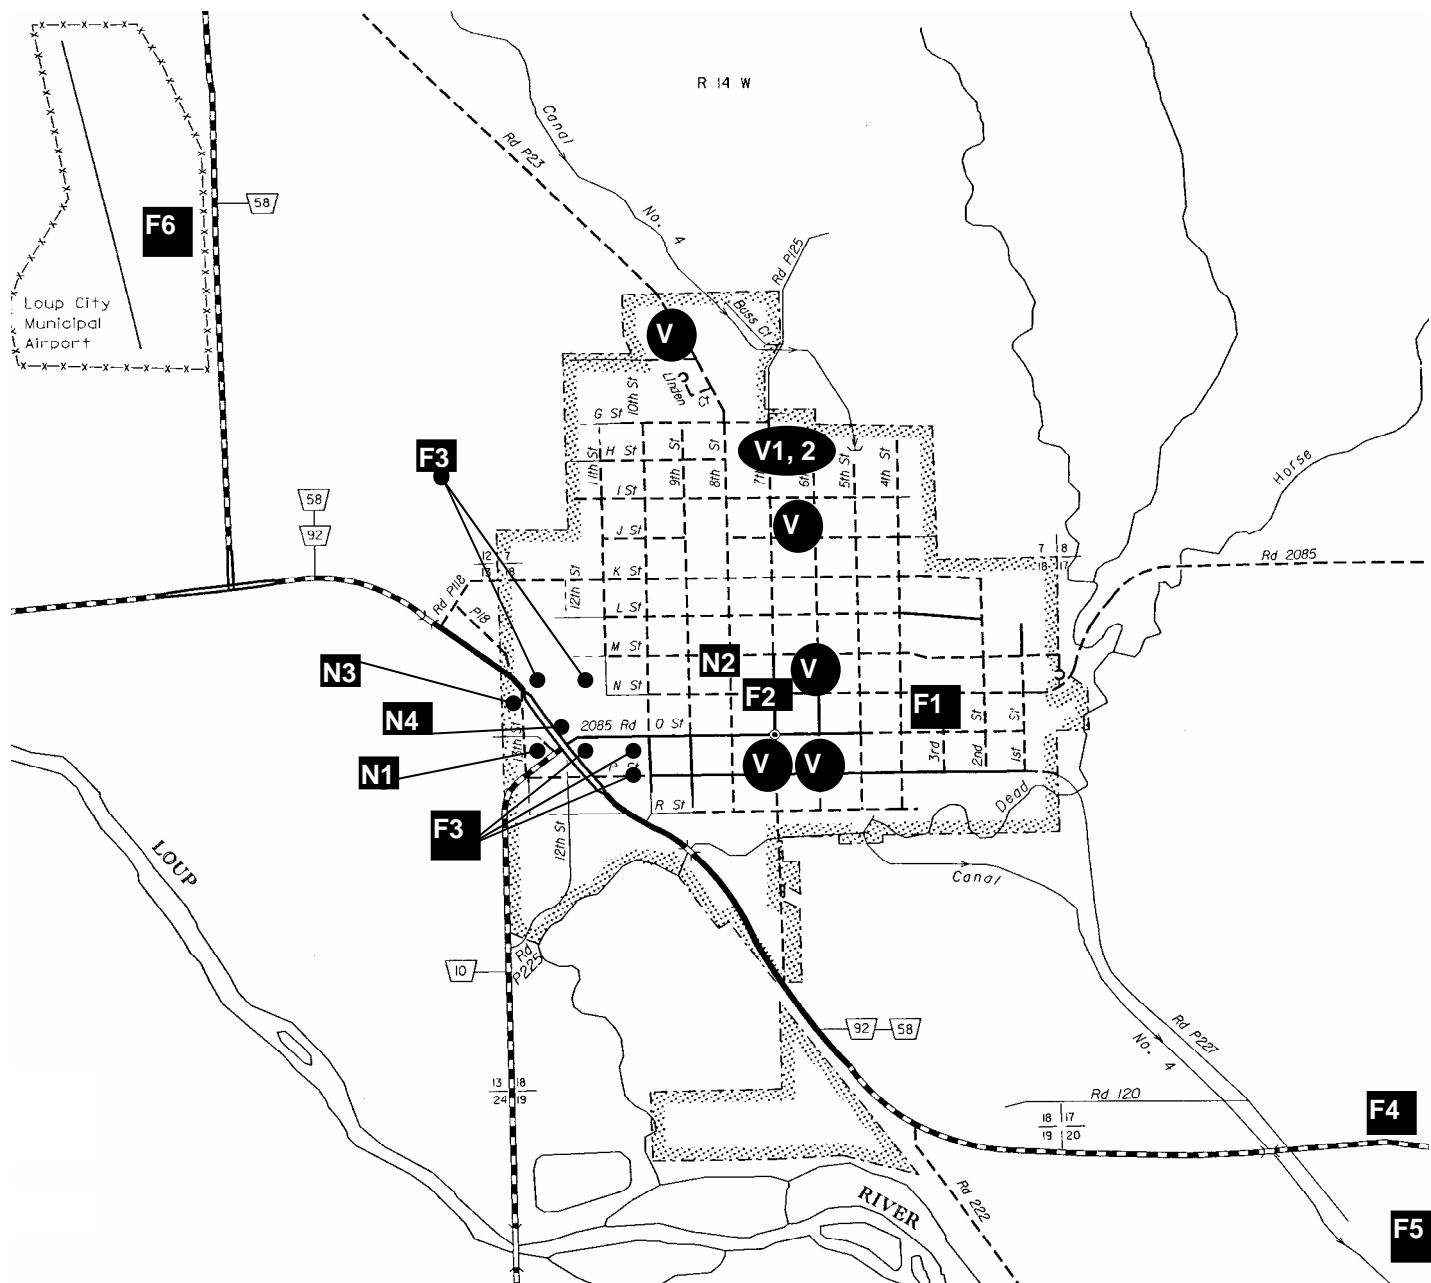 R 14 W
Canal
Rd P23
58
F6
No. 4
Rd P125
Loup City
Municipal
Airport
Buss Ct
V
Linden
Ct
10th St
G St
11th St
H St
9th St
8th St
7th
V1, 2
6th
5th St
4th St
F3
I St
Horse
58
92
J St
V
12 7
13 18
7 8
18 17
Rd 2085
K St
12th St
Rd P118
P118
L St
M St
N3
N2
V
N St
F2
F1
N4
2085 Rd
O St
13th St
3rd
2nd St
1st St
N1
P
V
V
Dead
R St
F3
12th St
LOUP
Canal
Rd
P225
10
92
58
Rd P227
No. 4
13 18
24 19
Rd 120
18 17
19 20
F4
RIVER
Rd 222
F5